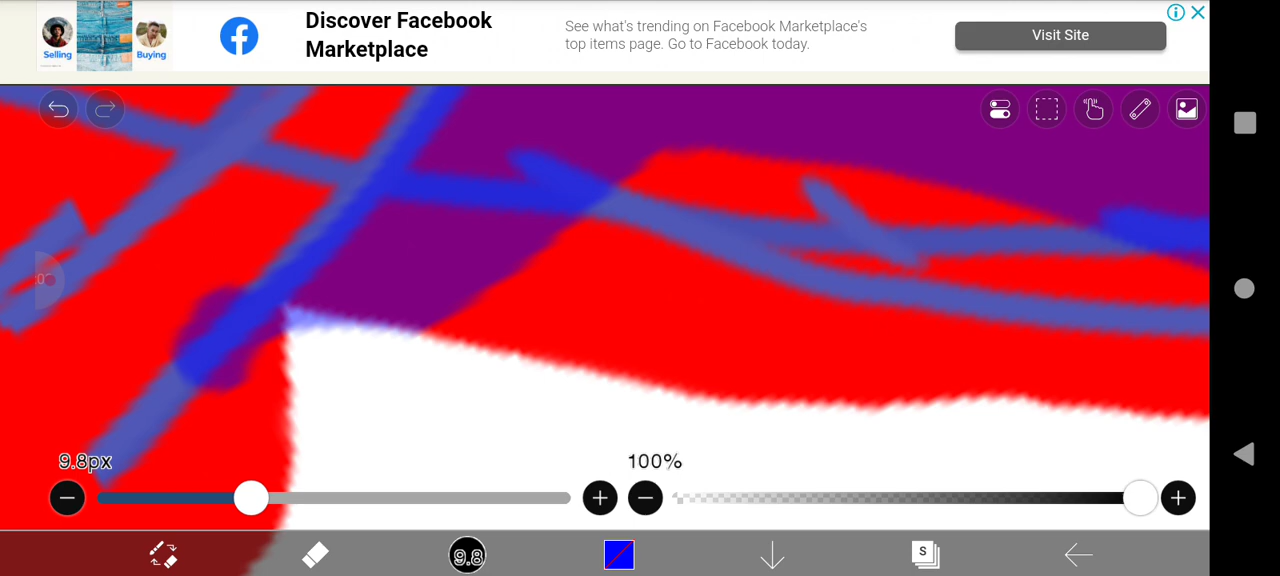 Discover Facebook
Marketplace
See what's trending on Facebook Marketplace's
top items page. Go to Facebook today.
Visit Site
Selling
Buying
9.8px
100%
9.8
S